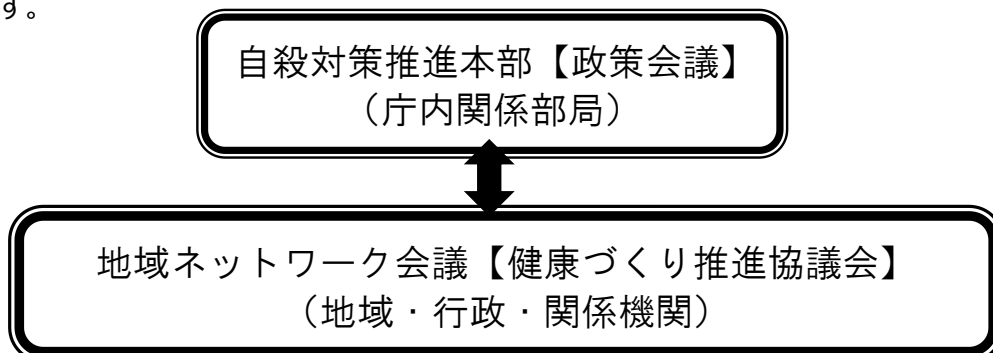 す。
自殺対策推進本部【政策会議】
（庁内関係部局）
地域ネットワーク会議【健康づくり推進協議会】
（地域・行政・関係機関）